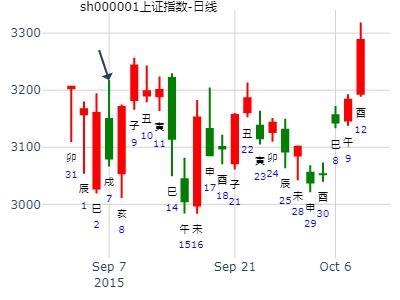 sh000001上证指数-日线
3300
3200
3100
3000
卯
31
辰
1
巳
2
戌
7
亥
8
子
9
丑
10
寅
11
巳
14
午
15
未
16
申
17
酉
18
子
21
丑
22
寅
23
卯
24
辰
25
未
28
申
29
酉
30
巳
8
午
9
酉
12
Sep 7
2015
Sep 21
Oct 6